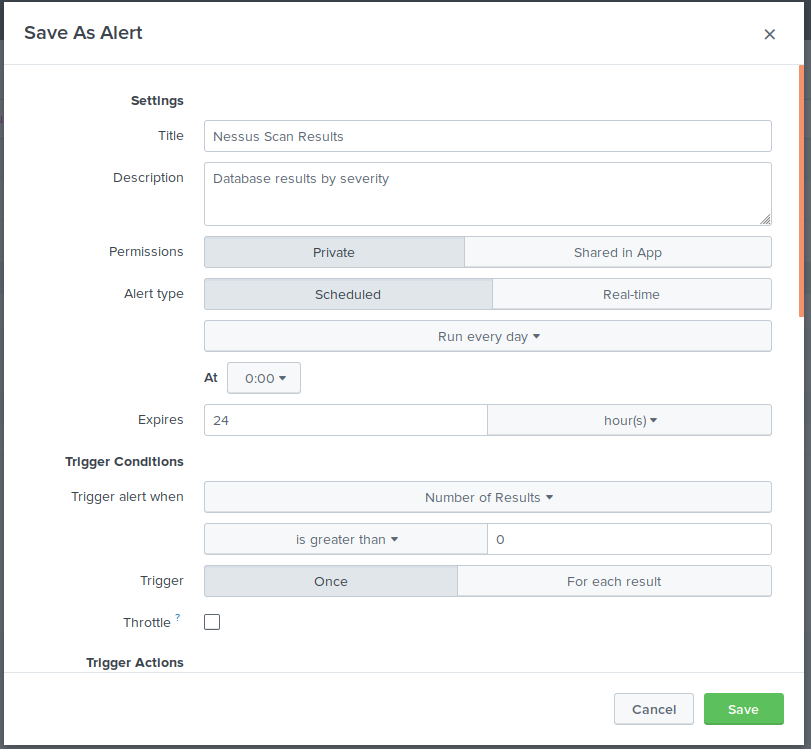 Save As Alert
×
Settings
Title Nessus Scan Results
Description Database results by severity
Permissions Private Shared in App
Alert type Scheduled Real-time
Run every day
At 0:00
Expires 24 hour(s)
Trigger Conditions
Trigger alert when Number of Results
is greater than 0
Trigger Once For each result
Throttle ?
Trigger Actions
Cancel Save